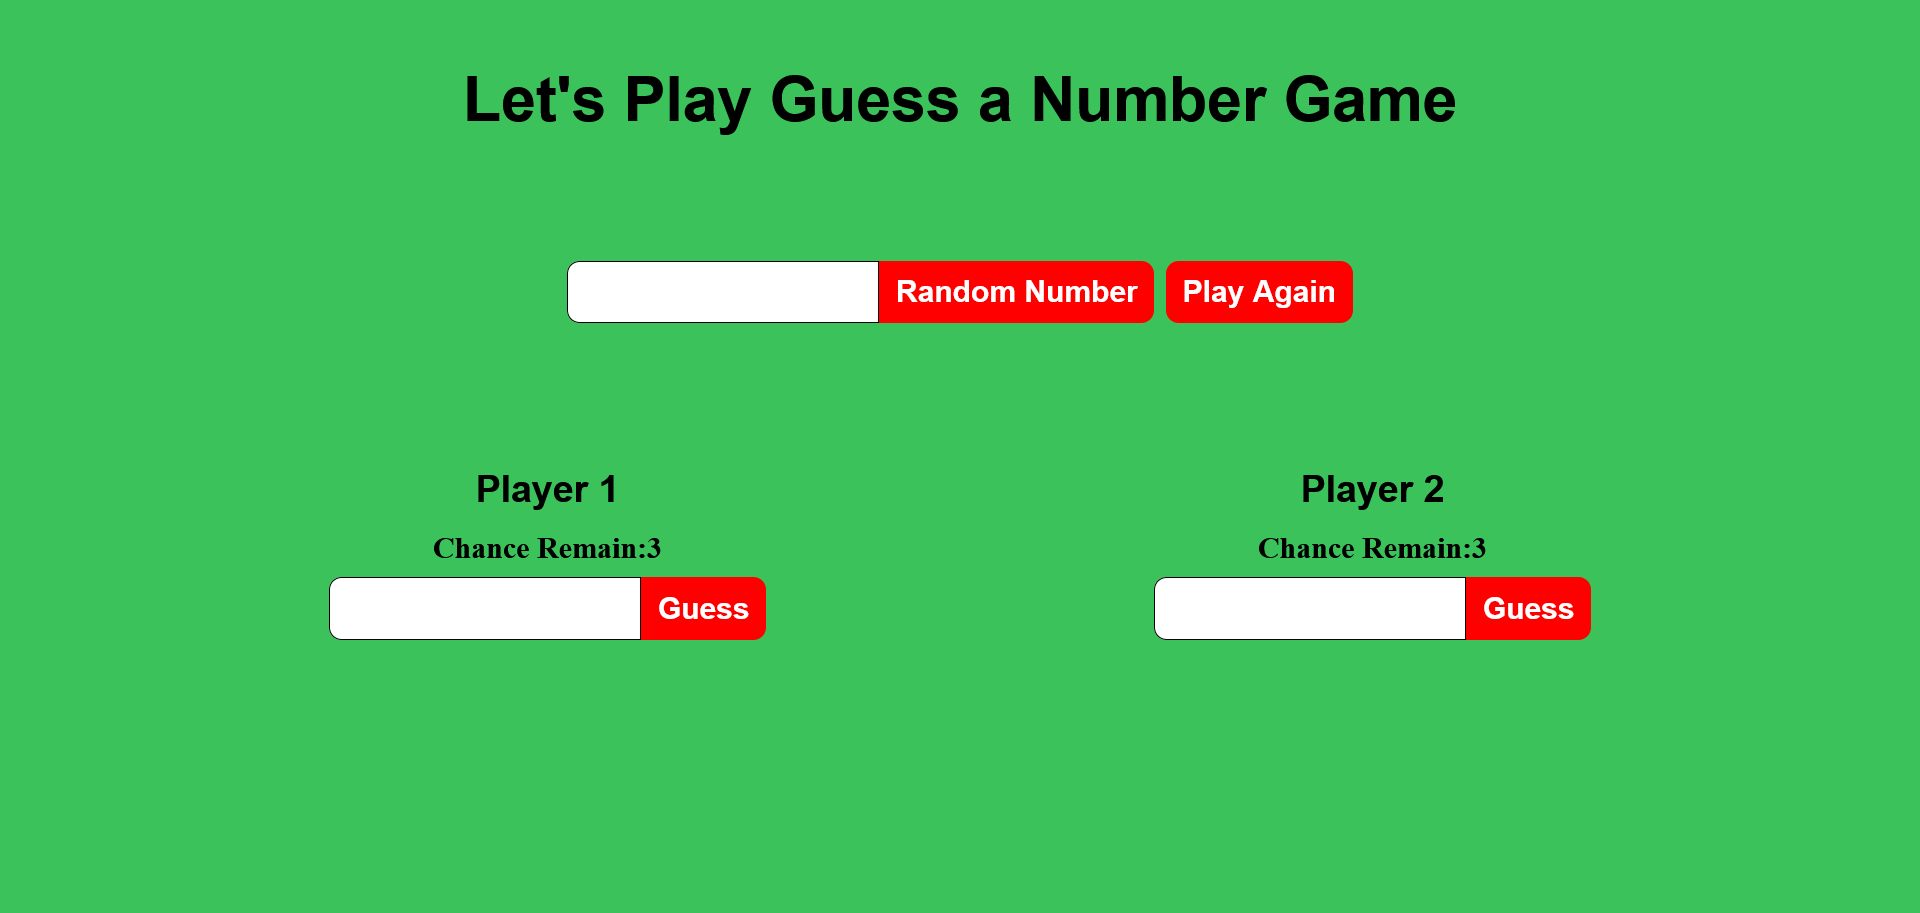 Let's Play Guess a Number Game
Random Number Play Again
Player 1
Chance Remain:3
Guess
Player 2
Chance Remain:3
Guess